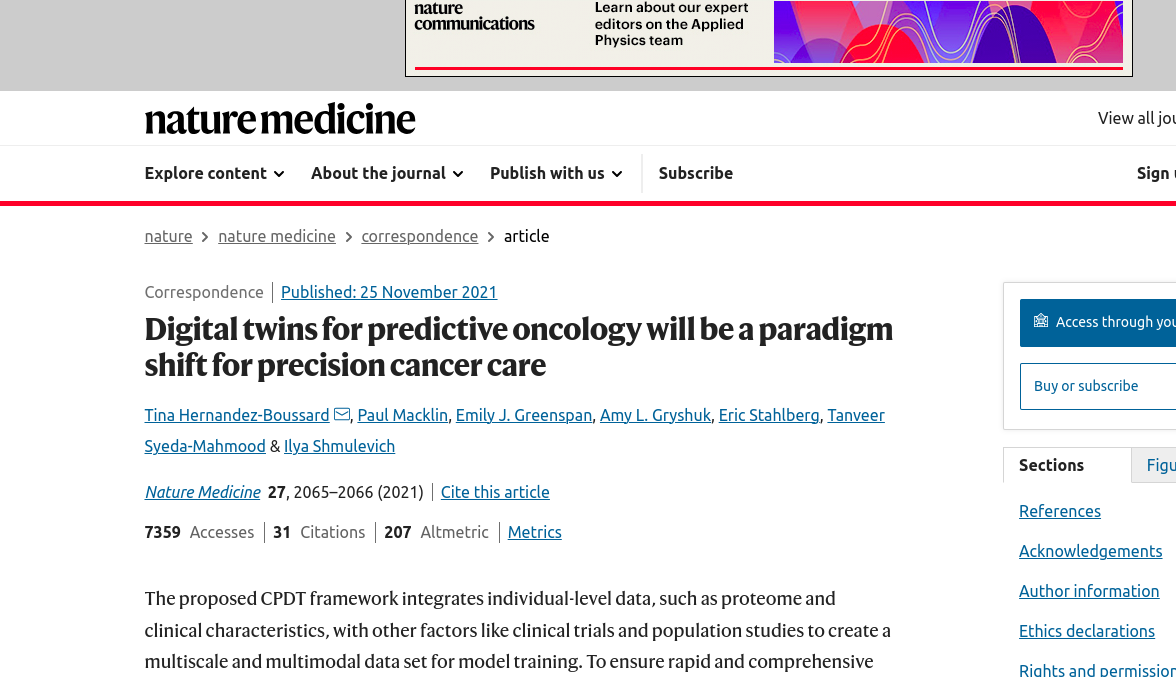 nature
communications
Learn about our expert
editors on the Applied
Physics team
nature medicine
View all jou
Explore content
About the journal
Publish with us
Subscribe
Sign u
nature > nature medicine > correspondence > article
Correspondence | Published: 25 November 2021
Digital twins for predictive oncology will be a paradigm
shift for precision cancer care
Tina Hernandez-Boussard, Paul Macklin, Emily J. Greenspan, Amy L. Gryshuk, Eric Stahlberg, Tanveer
Syeda-Mahmood & Ilya Shmulevich
Nature Medicine 27, 2065–2066 (2021) | Cite this article
7359 Accesses | 31 Citations | 207 Altmetric | Metrics
The proposed CPDT framework integrates individual-level data, such as proteome and
clinical characteristics, with other factors like clinical trials and population studies to create a
multiscale and multimodal data set for model training. To ensure rapid and comprehensive
Access through you
Buy or subscribe
Sections
Figu
References
Acknowledgements
Author information
Ethics declarations
Rights and permission